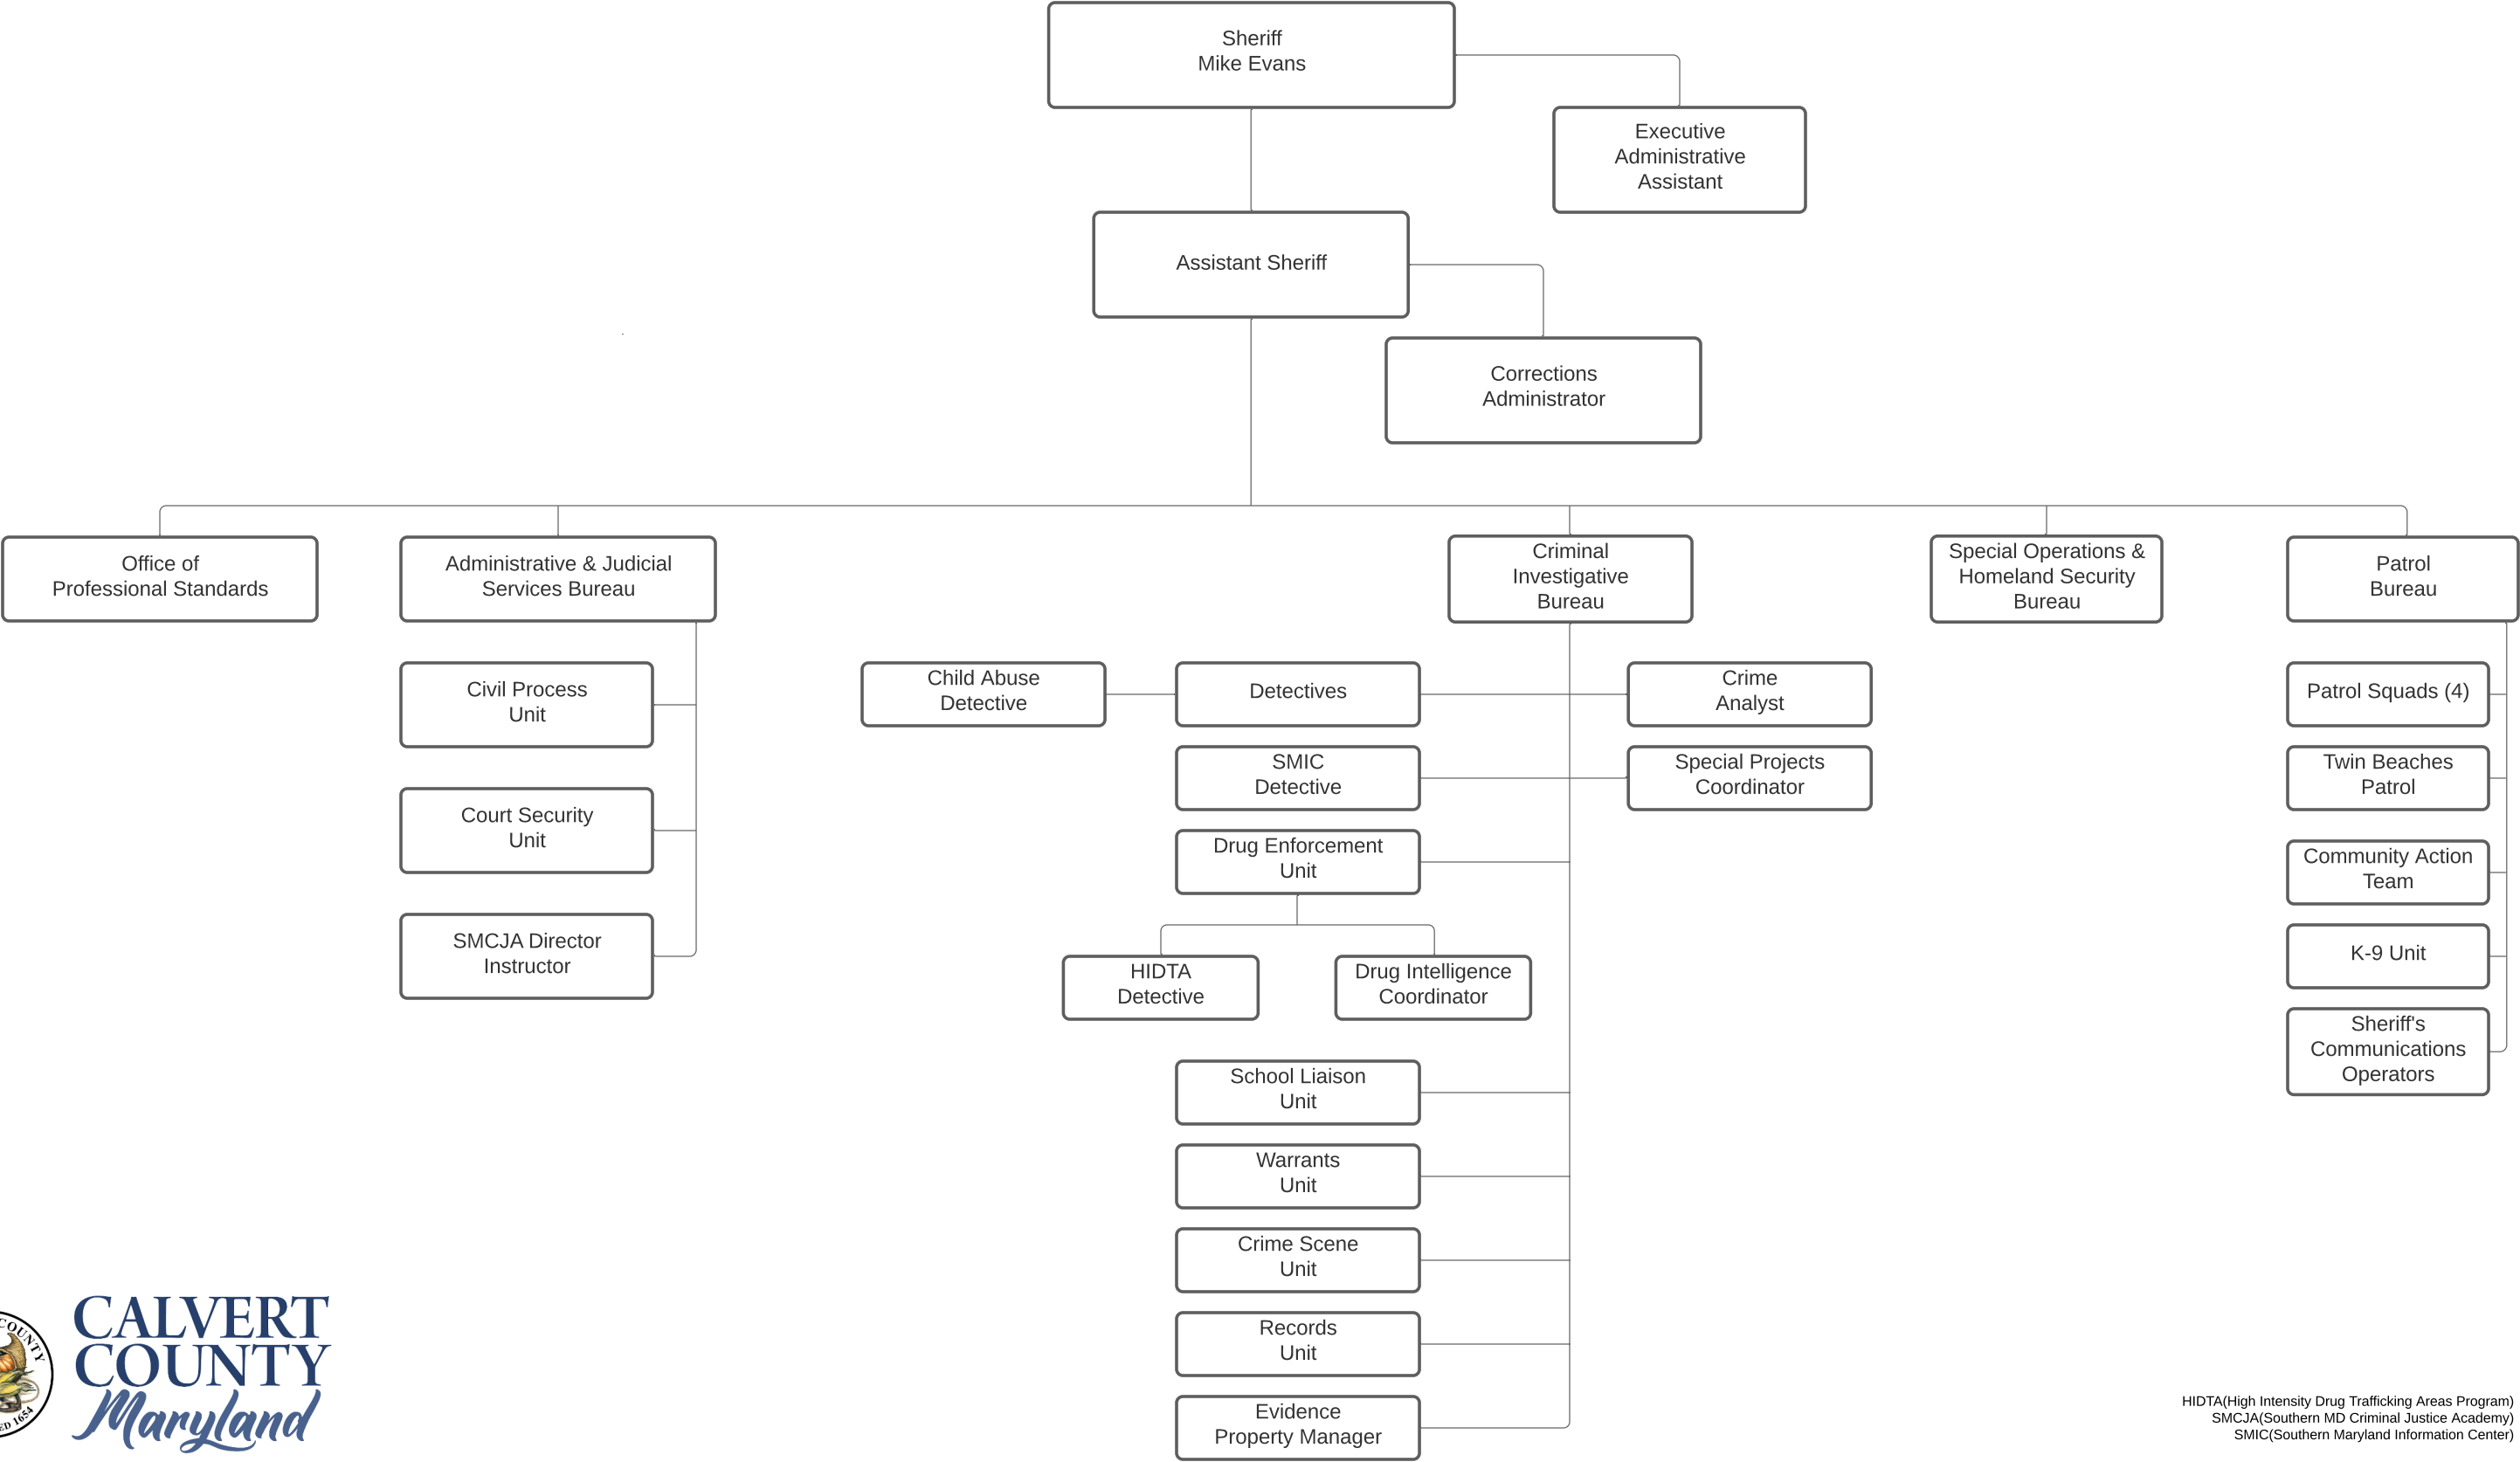 Sheriff
Mike Evans
Executive
Administrative
Assistant
Assistant Sheriff
Corrections
Administrator
Office of
Professional Standards
Administrative & Judicial
Services Bureau
Criminal
Investigative
Bureau
Special Operations &
Homeland Security
Bureau
Patrol
Bureau
Civil Process
Unit
Court Security
Unit
SMCJA Director
Instructor
Child Abuse
Detective
Detectives
Crime
Analyst
SMIC
Detective
Special Projects
Coordinator
Drug Enforcement
Unit
HIDTA
Detective
Drug Intelligence
Coordinator
School Liaison
Unit
Warrants
Unit
Crime Scene
Unit
Records
Unit
Evidence
Property Manager
Patrol Squads (4)
Twin Beaches
Patrol
Community Action
Team
K-9 Unit
Sheriff's
Communications
Operators
COUNTY
1654
CALVERT
COUNTY
Maryland
HIDTA(High Intensity Drug Trafficking Areas Program)
SMCJA(Southern MD Criminal Justice Academy)
SMIC(Southern Maryland Information Center)